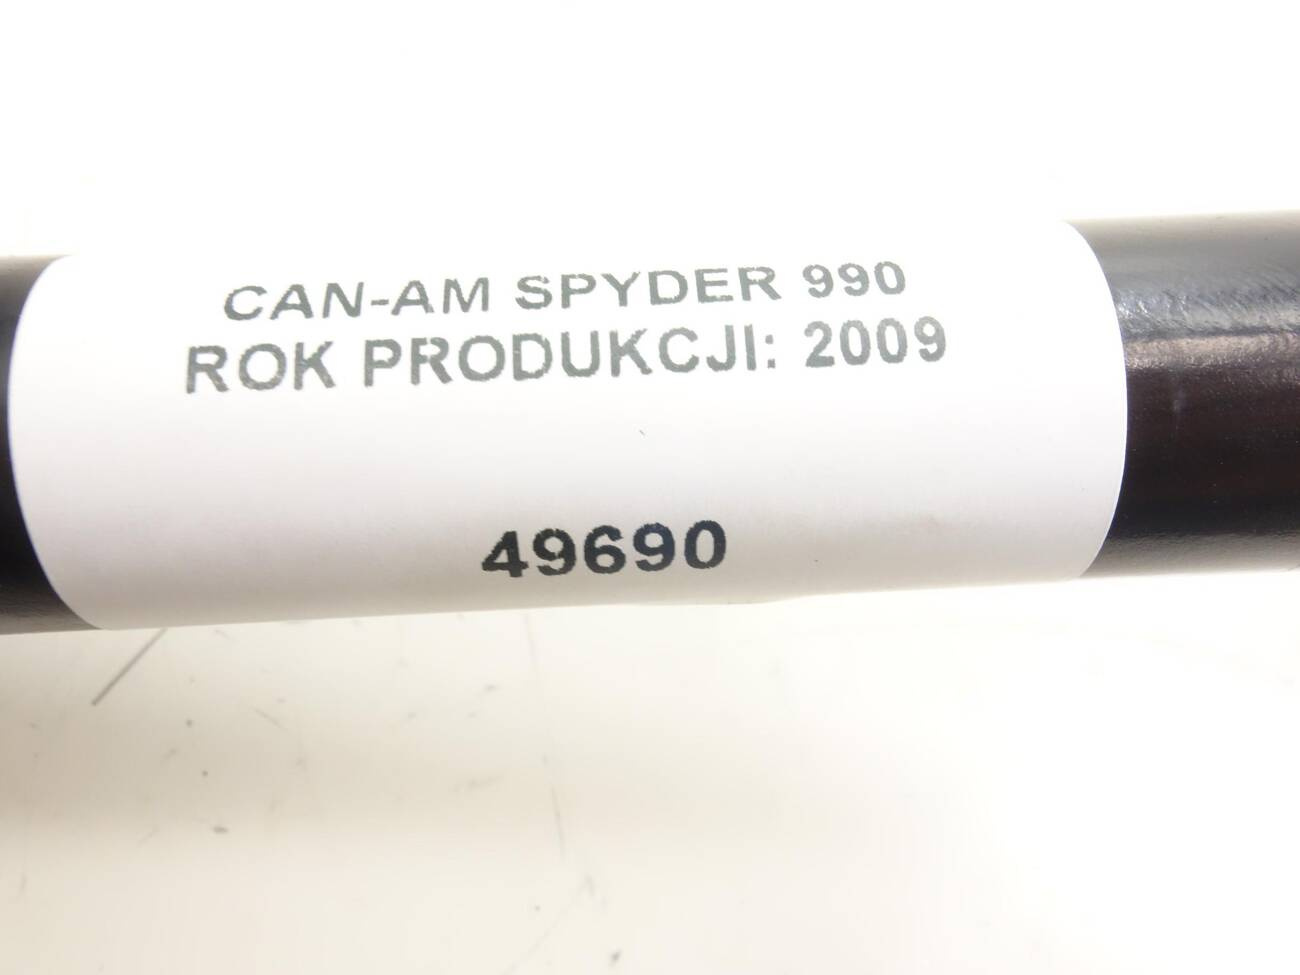 CAN-AM SPYDER 990
ROK PRODUKCJI: 2009
49690